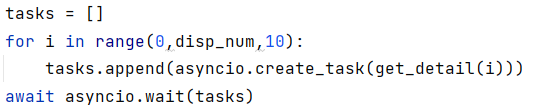 tasks = []
for i in range(0,disp_num,10):
    tasks.append(asyncio.create_task(get_detail(i)))
await asyncio.wait(tasks)